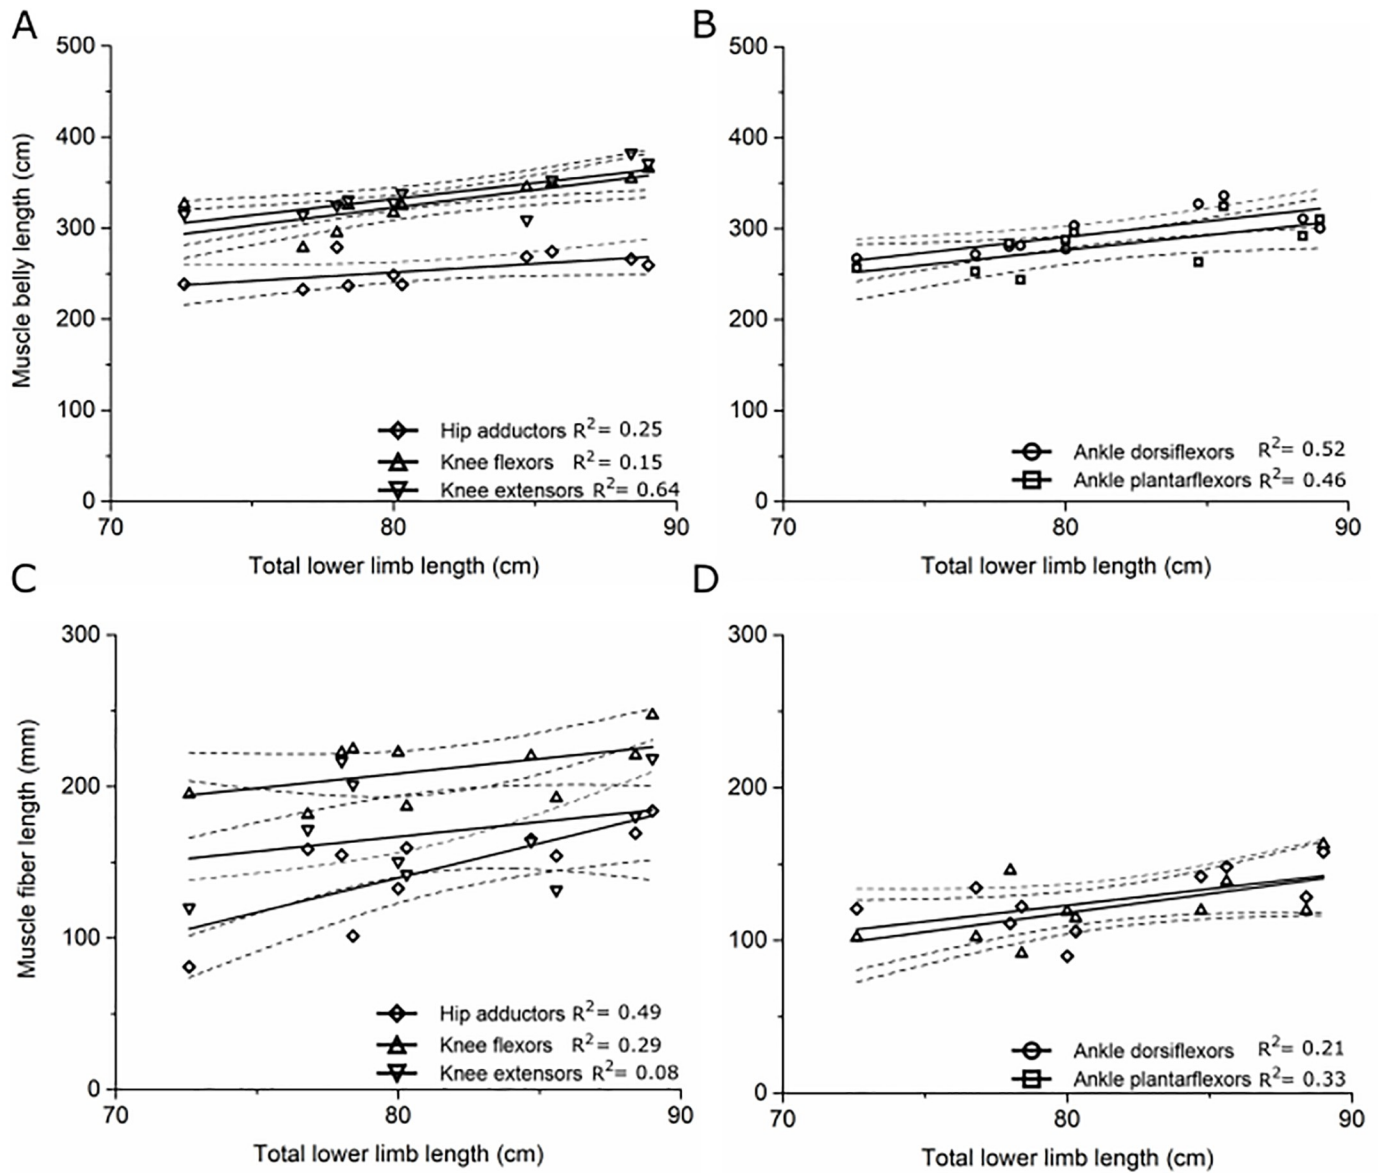 A
Muscle belly length (cm)
500
400
300
200
100
0
70 80 90
Total lower limb length (cm)
Hip adductors R²= 0.25
Knee flexors R²= 0.15
Knee extensors R²= 0.64
B
500
400
300
200
100
0
70 80 90
Total lower limb length (cm)
Ankle dorsiflexors R²= 0.52
Ankle plantarflexors R²= 0.46
C
Muscle fiber length (mm)
300
200
100
0
70 80 90
Total lower limb length (cm)
Hip adductors R²= 0.49
Knee flexors R²= 0.29
Knee extensors R²= 0.08
D
300
200
100
0
70 80 90
Total lower limb length (cm)
Ankle dorsiflexors R²= 0.21
Ankle plantarflexors R²= 0.33